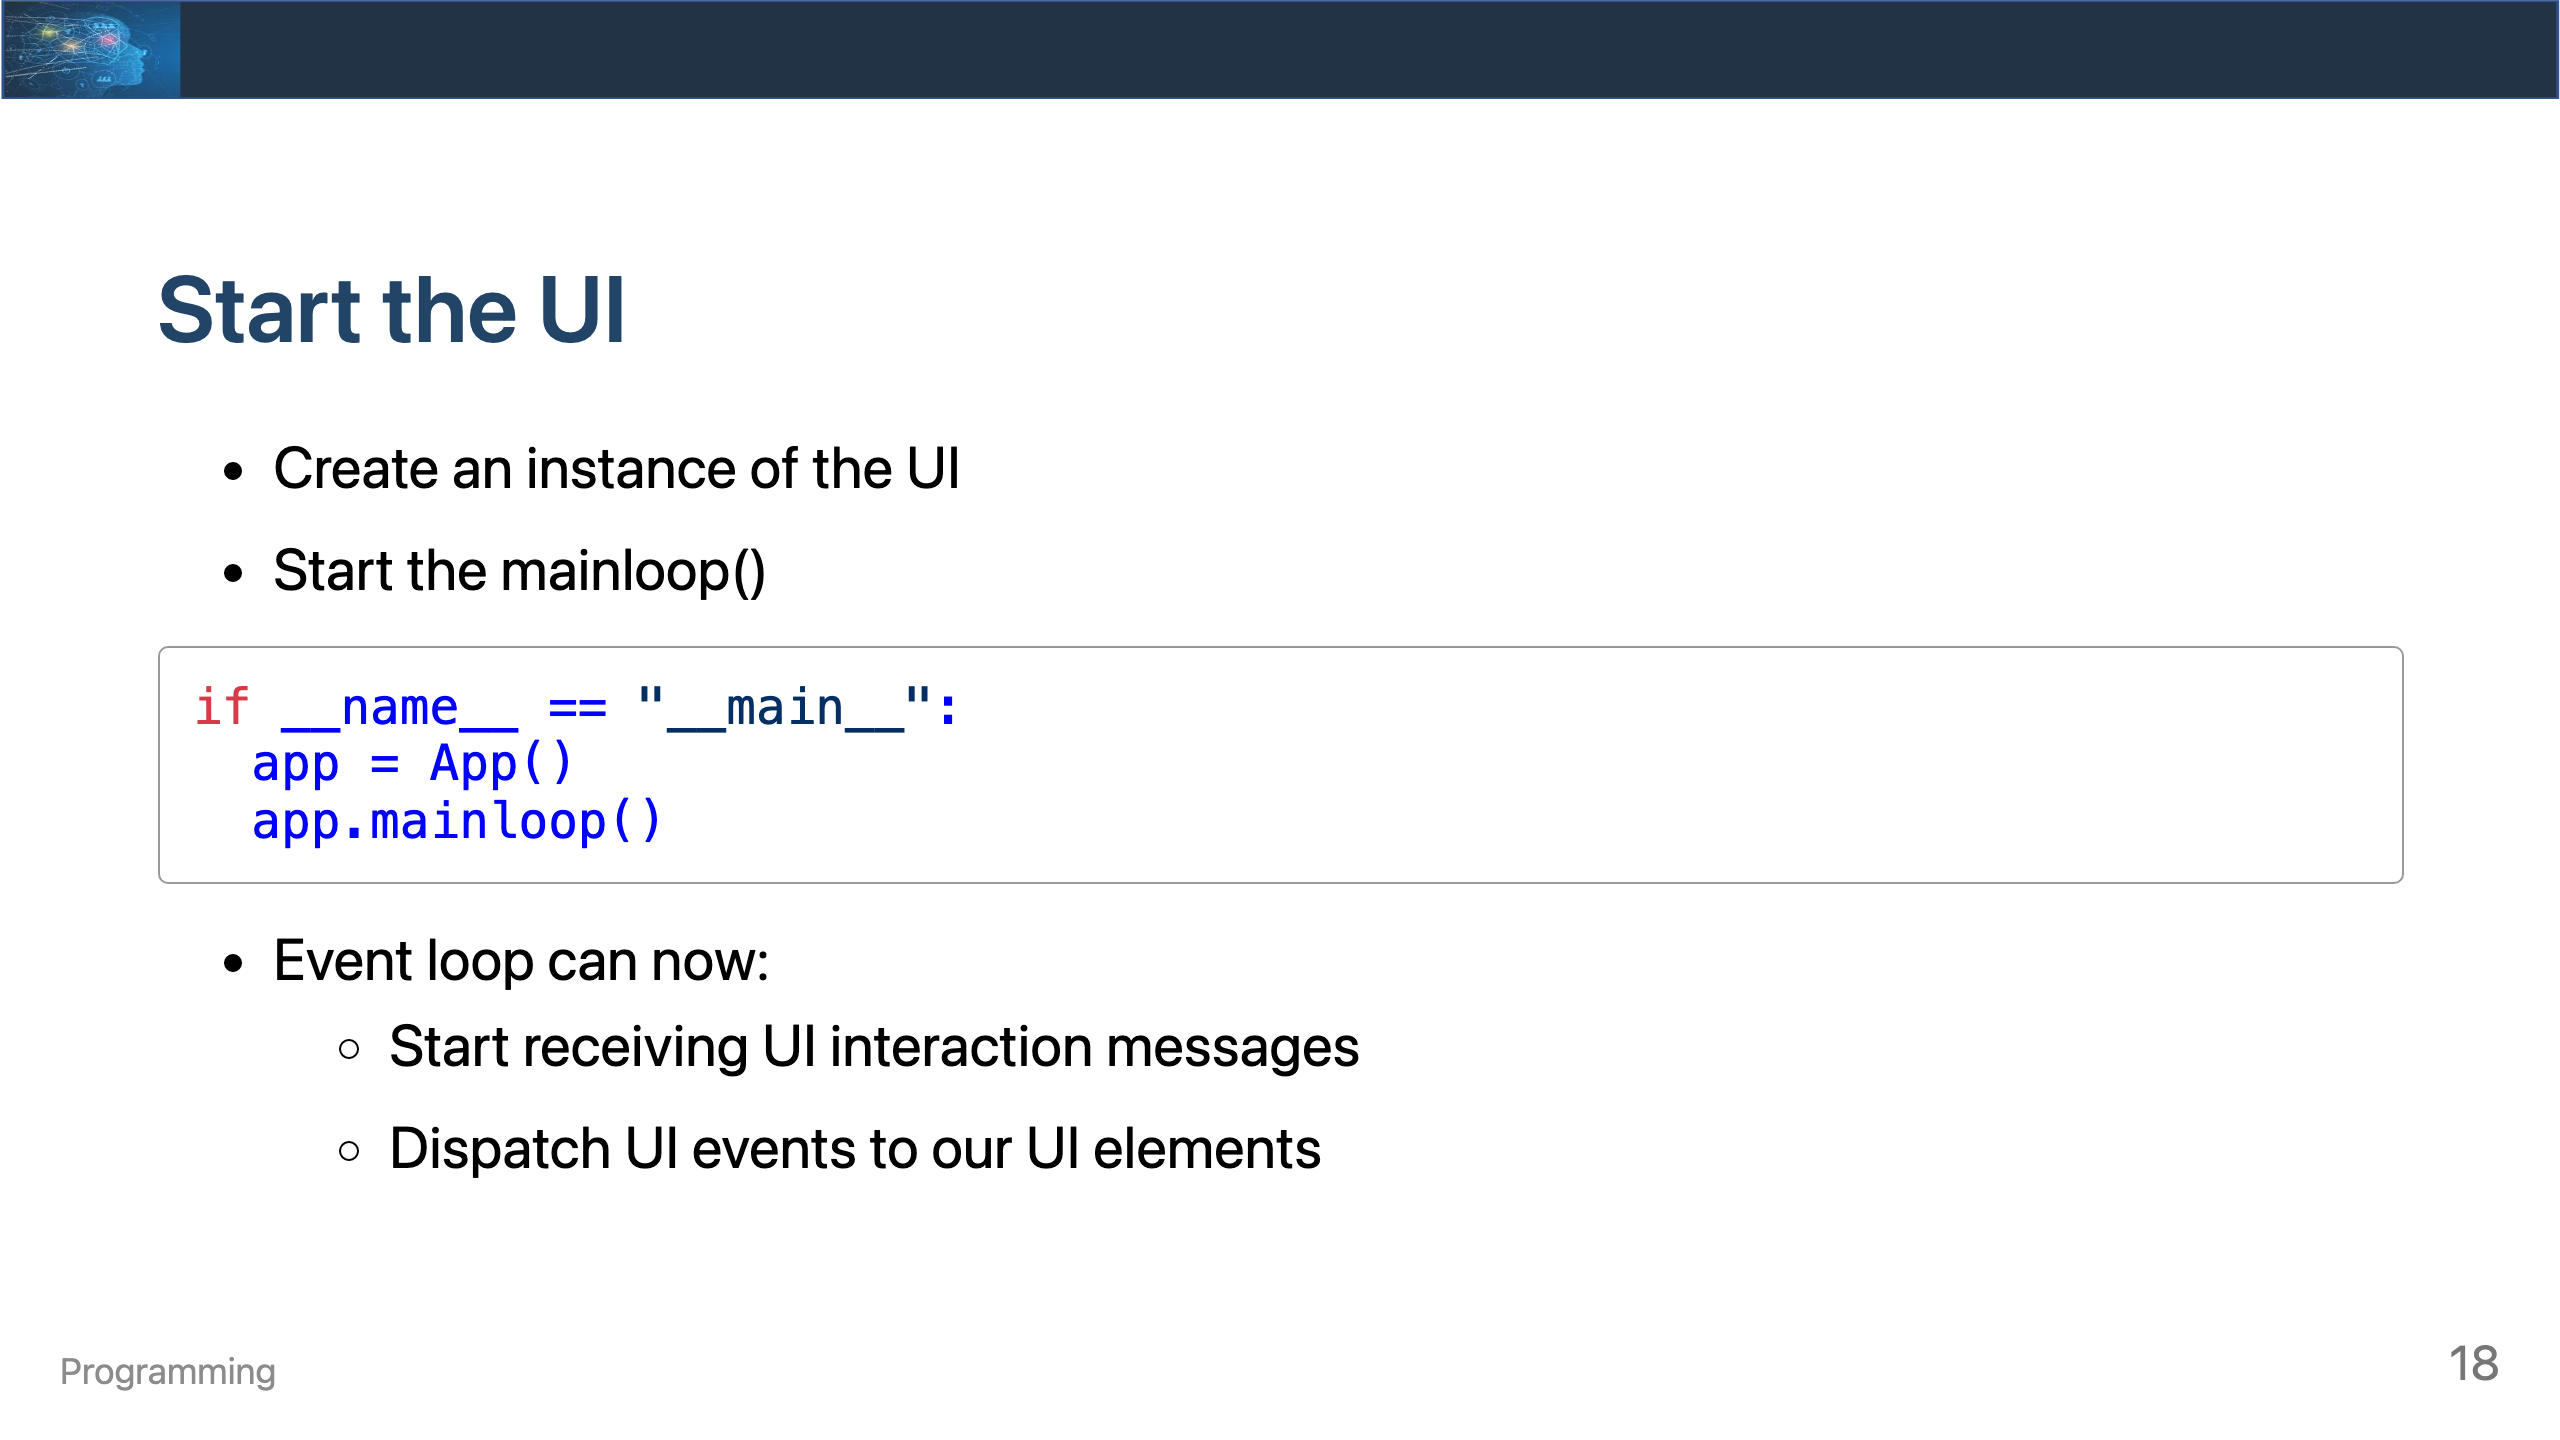 Start the UI
• Create an instance of the UI
• Start the mainloop()
if __name__ == "__main__":
  app = App()
  app.mainloop()
• Event loop can now:
◦ Start receiving UI interaction messages
◦ Dispatch UI events to our UI elements
Programming
18